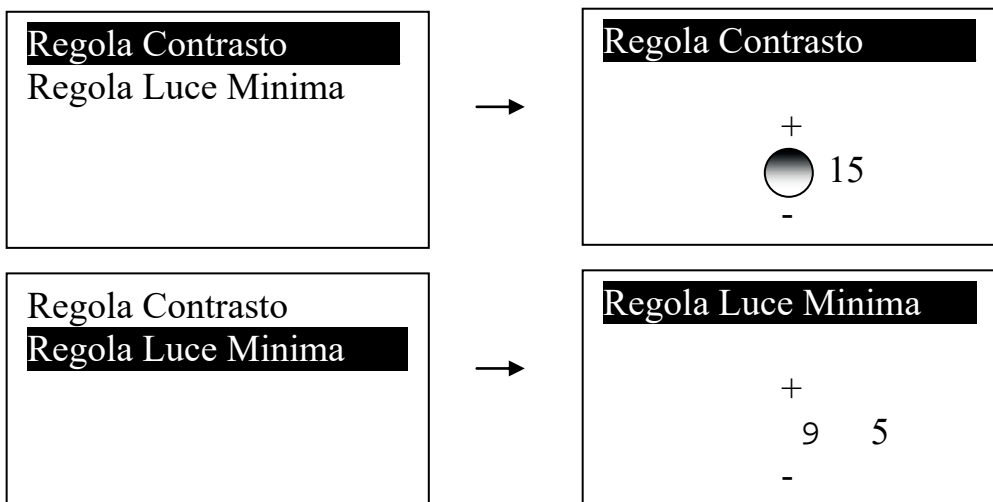 Regola Contrasto
Regola Luce Minima
Regola Contrasto
+
15
-
Regola Contrasto
Regola Luce Minima
Regola Luce Minima
+
9 5
-